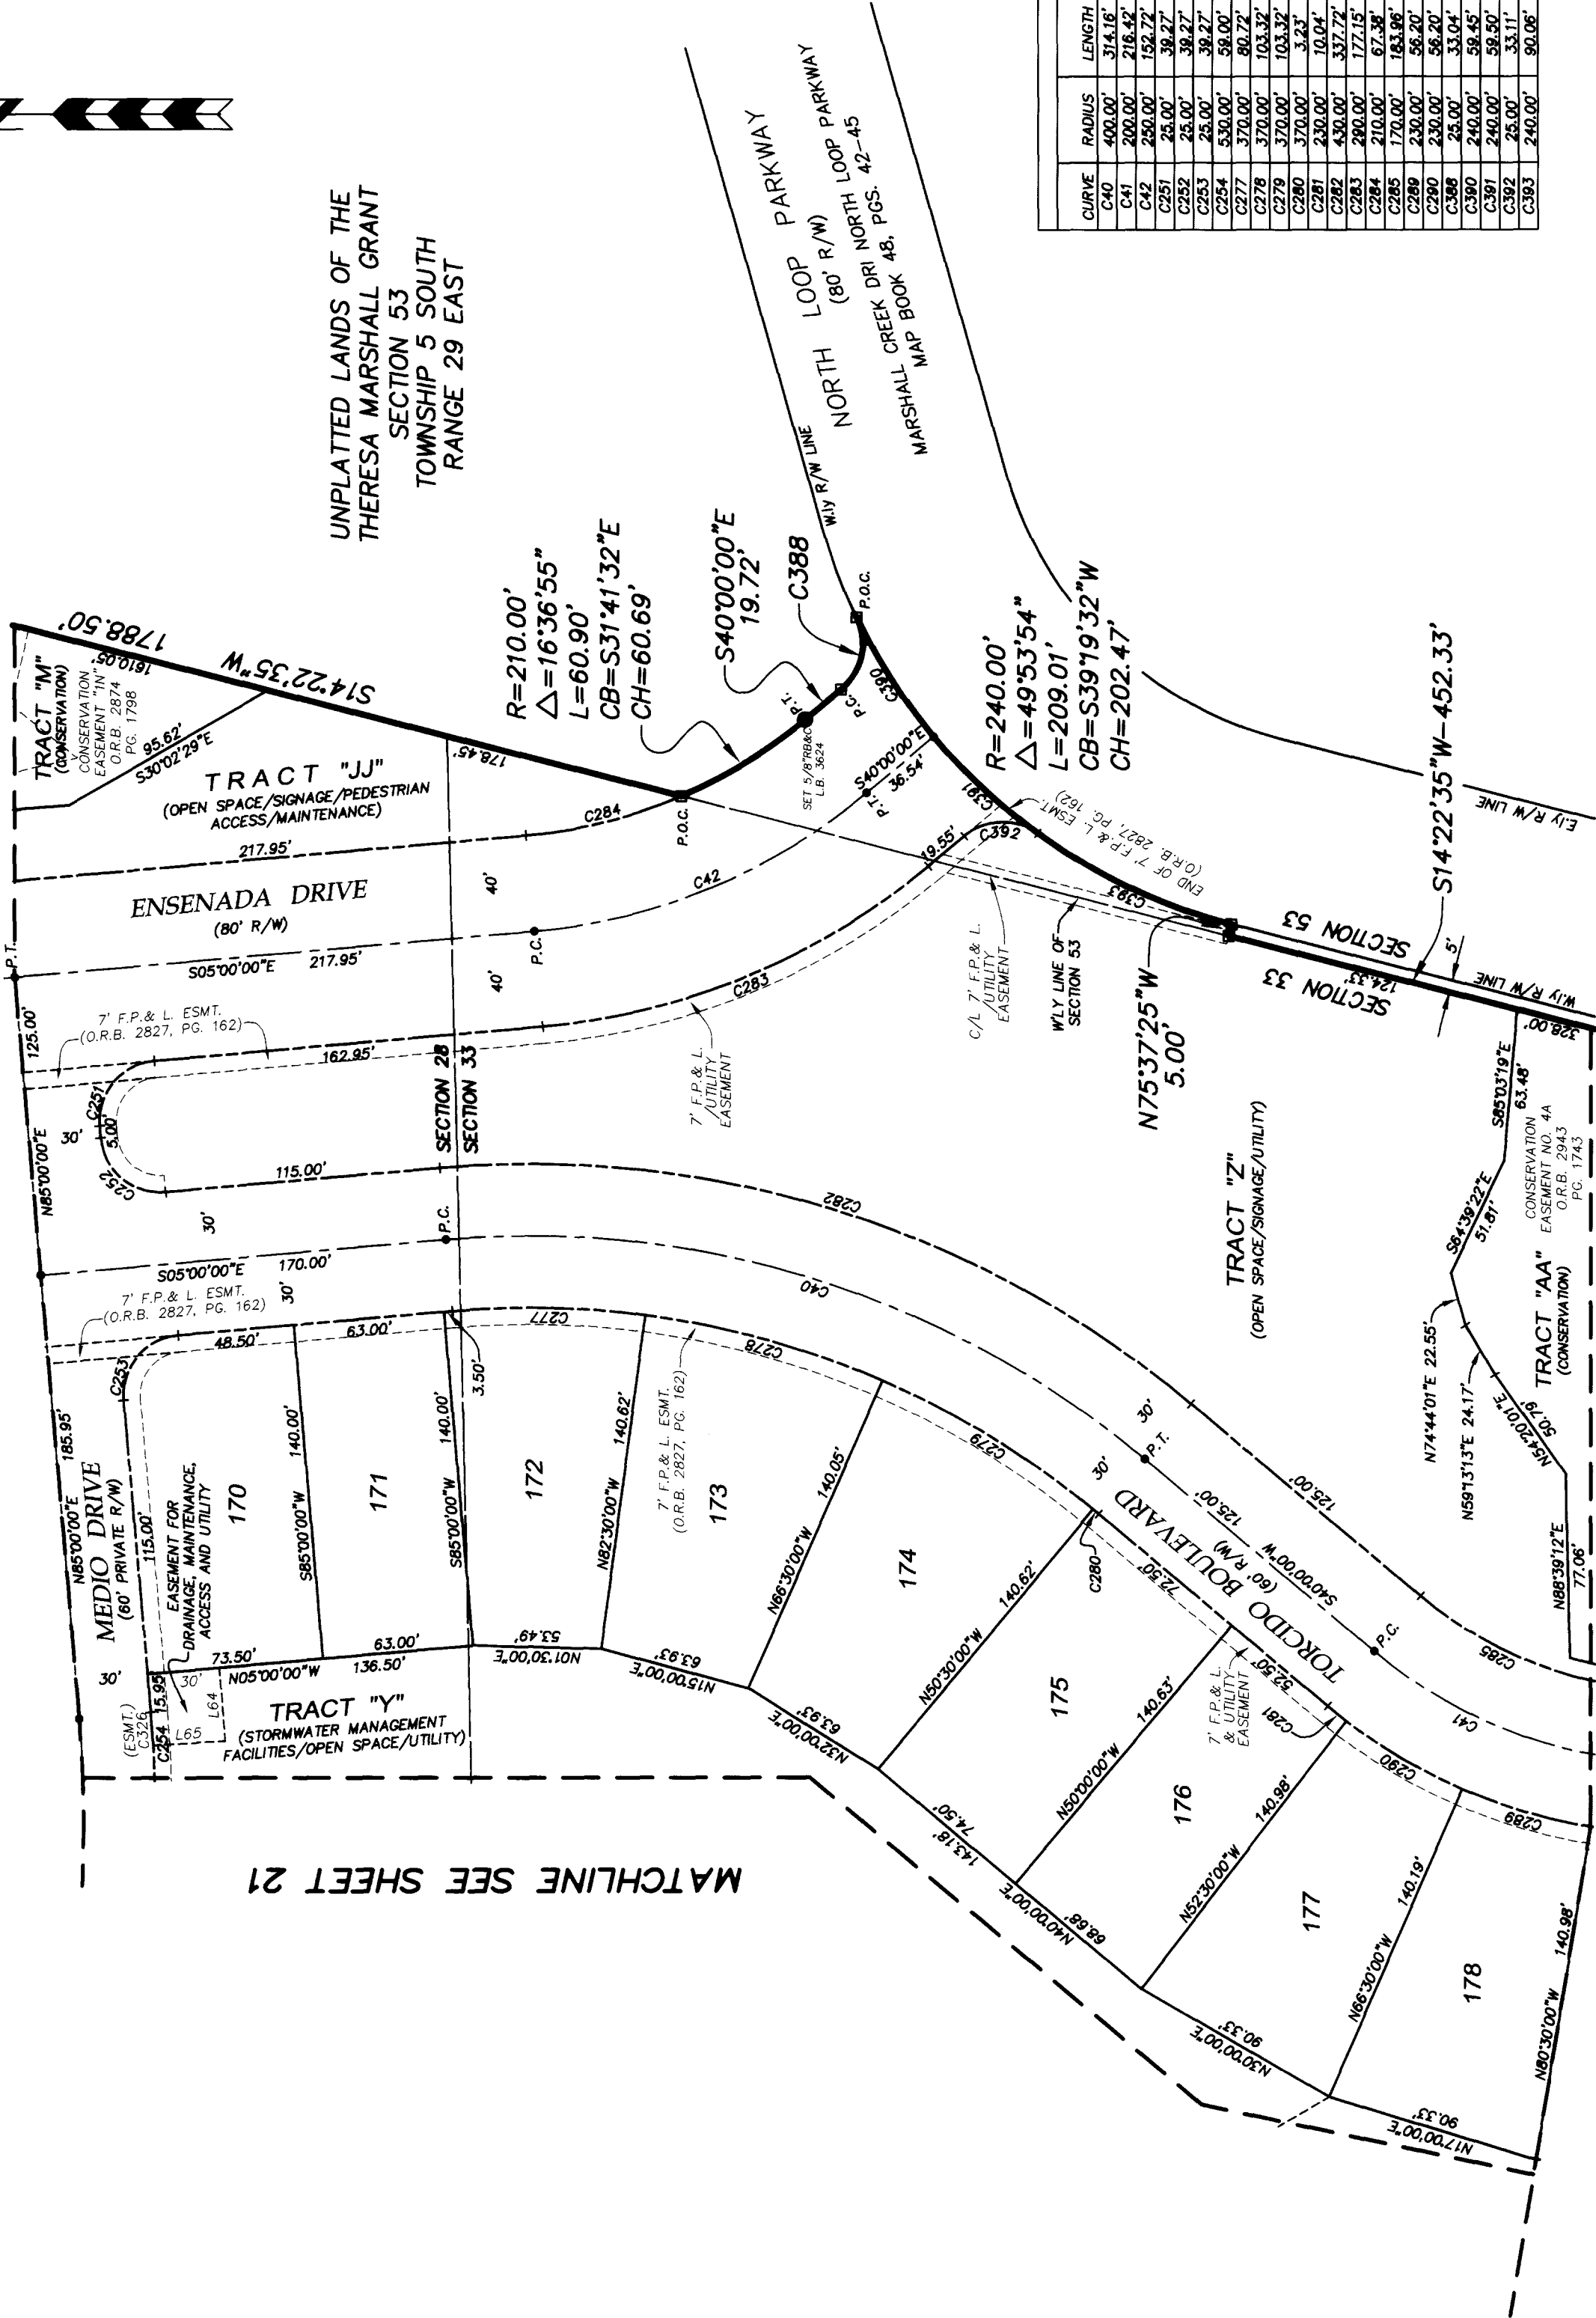 UNPLATTED LANDS OF THE
THERESA MARSHALL GRANT
SECTION 53
TOWNSHIP 5 SOUTH
RANGE 29 EAST
NORTH LOOP PARKWAY
(80' R/W)
MARSHALL CREEK DRI NORTH LOOP PARKWAY
MAP BOOK 48, PGS. 42-45
W.ly R/W LINE
CURVE RADIUS LENGTH
C40 400.00' 314.16'
C41 200.00' 216.42'
C42 250.00' 152.72'
C251 25.00' 39.27'
C252 25.00' 39.27'
C253 25.00' 39.27'
C254 530.00' 59.00'
C277 370.00' 80.72'
C278 370.00' 103.32'
C279 370.00' 103.32'
C280 370.00' 3.23'
C281 230.00' 10.04'
C282 430.00' 337.72'
C283 290.00' 177.15'
C284 210.00' 67.38'
C285 170.00' 183.96'
C289 230.00' 56.20'
C290 230.00' 56.20'
C388 25.00' 33.04'
C390 240.00' 59.45'
C391 240.00' 59.50'
C392 25.00' 33.11'
C393 240.00' 90.06'
1788.50'
S14°22'35"W
1610.05'
178.45'
TRACT "M"
(CONSERVATION)
CONSERVATION
EASEMENT "1N"
O.R.B. 2874
PG. 1798
95.62'
S30°02'29"E
TRACT "JJ"
(OPEN SPACE/SIGNAGE/PEDESTRIAN
ACCESS/MAINTENANCE)
217.95'
C284
P.O.C.
R=210.00'
△=16°36'55"
L=60.90'
CB=S31°41'32"E
CH=60.69'
S40°00'00"E
19.72'
C388
P.O.C.
P.T.
P.C.
SET 5/8"RB&C
L.B. 3624
C390
S40°00'00"E
36.54'
P.T.
C391
R=240.00'
△=49°53'54"
L=209.01'
CB=S39°19'32"W
CH=202.47'
END OF 7' F.P.& L. ESMT.
(O.R.B. 2827, PG. 162)
19.55'
C392
C393
ENSENADA DRIVE
(80' R/W)
P.T.
S05°00'00"E 217.95'
P.C.
40'
40'
C42
C283
125.00'
7' F.P.& L. ESMT.
(O.R.B. 2827, PG. 162)
162.95'
SECTION 28
SECTION 33
7' F.P.& L.
/UTILITY
EASEMENT
C/L 7' F.P.& L.
/UTILITY
EASEMENT
W'LY LINE OF
SECTION 53
N75°37'25"W
5.00'
SECTION 53
SECTION 33
124.33'
S14°22'35"W-452.33'
5'
W.ly R/W LINE
E.ly R/W LINE
328.00'
N85°00'00"E
C251
5.00'
C252
30'
30'
115.00'
P.C.
S05°00'00"E 170.00'
30'
C282
C40
TRACT "Z"
(OPEN SPACE/SIGNAGE/UTILITY)
S85°03'19"E
63.48'
S64°39'22"E
51.81'
CONSERVATION
EASEMENT NO. 4A
O.R.B. 2943
PG. 1743
N74°44'01"E 22.55'
N59°13'13"E 24.17'
N54°20'01"E
50.79'
TRACT "AA"
(CONSERVATION)
N88°39'12"E
77.06'
7' F.P.& L. ESMT.
(O.R.B. 2827, PG. 162)
C253
48.50'
63.00'
3.50'
C277
C278
7' F.P.& L. ESMT.
(O.R.B. 2827, PG. 162)
C279
30'
30'
P.T.
C280
125.00'
125.00'
S40°00'00"W
TORCIDO BOULEVARD
(60' R/W)
72.50'
52.50'
P.C.
C285
C41
C281
7' F.P.& L.
& UTILITY
EASEMENT
C290
C289
N85°00'00"E 185.95'
MEDIO DRIVE
(60' PRIVATE R/W)
115.00'
30'
EASEMENT FOR
DRAINAGE, MAINTENANCE,
ACCESS AND UTILITY
170
140.00'
S85°00'00"W
171
140.00'
S85°00'00"W
172
140.62'
N82°30'00"W
173
140.05'
N66°30'00"W
174
140.62'
N50°30'00"W
175
140.63'
N50°00'00"W
176
140.98'
N52°30'00"W
177
140.19'
N66°30'00"W
178
N80°30'00"W 140.98'
(ESMT.)
C326
C254 15.95'
30'
L64
L65
73.50'
63.00'
N05°00'00"W 136.50'
TRACT "Y"
(STORMWATER MANAGEMENT
FACILITIES/OPEN SPACE/UTILITY)
53.49'
N01°30'00"E
63.93'
N15°00'00"E
63.93'
N32°00'00"E
74.50'
143.18'
N40°00'00"E
68.68'
90.33'
N30°00'00"E
90.33'
N17°00'00"E
MATCHLINE SEE SHEET 21